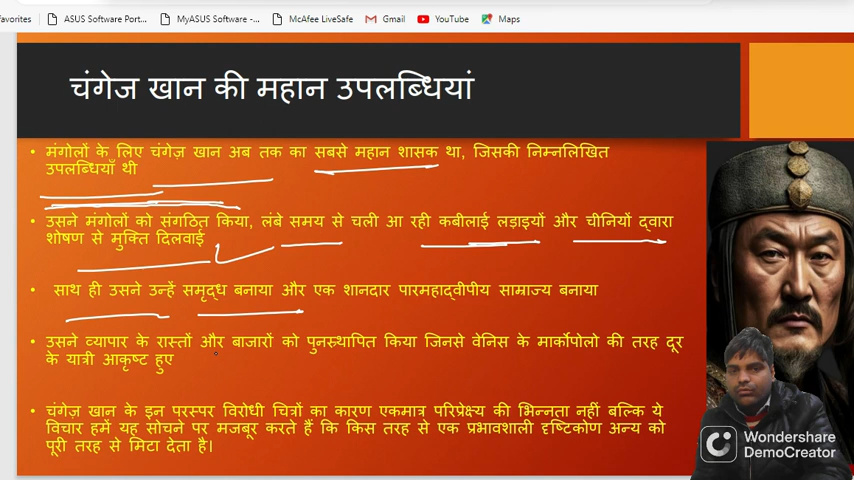 avorites
ASUS Software Port...
MyASUS Software -...
McAfee LiveSafe
Gmail
YouTube
Maps
चंगेज खान की महान उपलब्धियां
• मंगोलों के लिए चंगेज़ खान अब तक का सबसे महान शासक था, जिसकी निम्नलिखित
उपलब्धियाँ थी
• उसने मंगोलों को संगठित किया, लंबे समय से चली आ रही कबीलाई लड़ाइयों और चीनियों द्वारा
शोषण से मुक्ति दिलवाई
• साथ ही उसने उन्हें समृद्ध बनाया और एक शानदार पारमहाद्वीपीय साम्राज्य बनाया
• उसने व्यापार के रास्तों और बाजारों को पुनस्र्थापित किया जिनसे वेनिस के मार्कोपोलो की तरह दूर
के यात्री आकृष्ट हुए
• चंगेज़ खान के इन परस्पर विरोधी चित्रों का कारण एकमात्र परिप्रेक्ष्य की भिन्नता नहीं बल्कि ये
विचार हमें यह सोचने पर मजबूर करते हैं कि किस तरह से एक प्रभावशाली दृष्टिकोण अन्य को
पूरी तरह से मिटा देता है।
Wondershare
DemoCreator